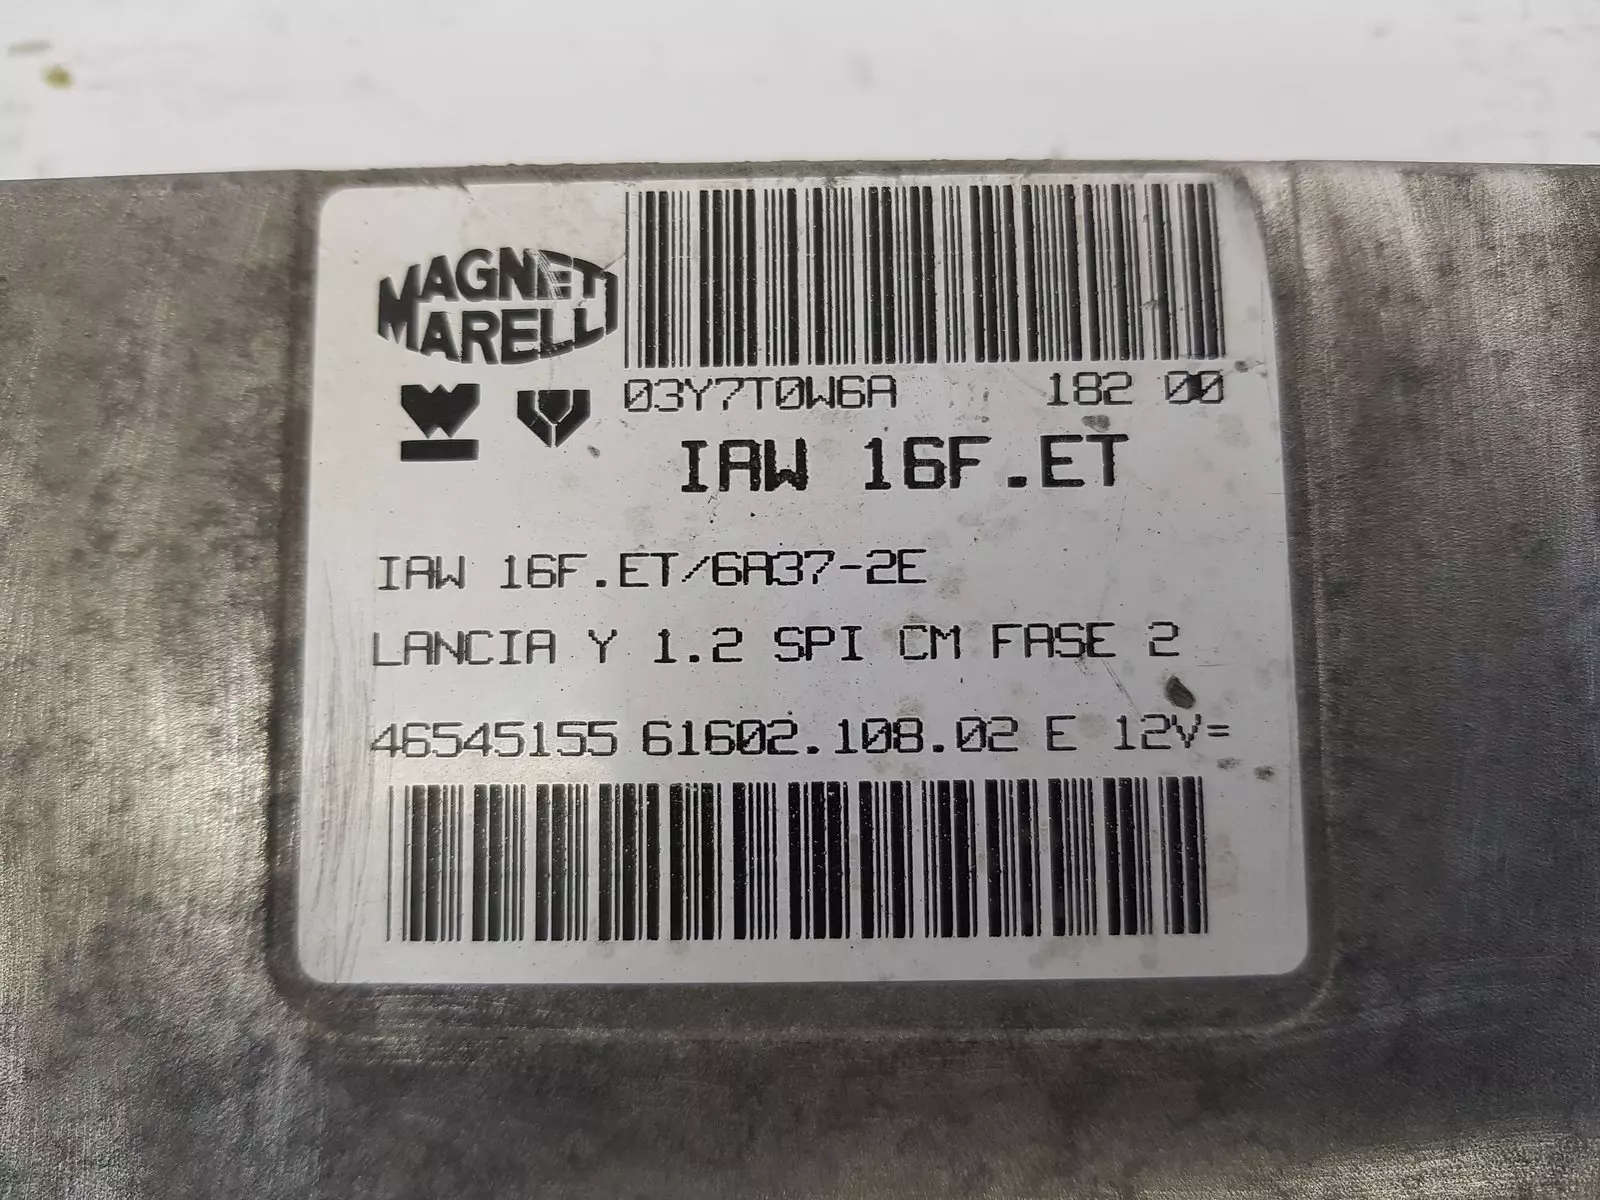 MAGNETI
MARELLI
03Y7T0W6A 182 00
IAW 16F.ET
IAW 16F.ET/6A37-2E
LANCIA Y 1.2 SPI CM FASE 2
46545155 61602.108.02 E 12V=